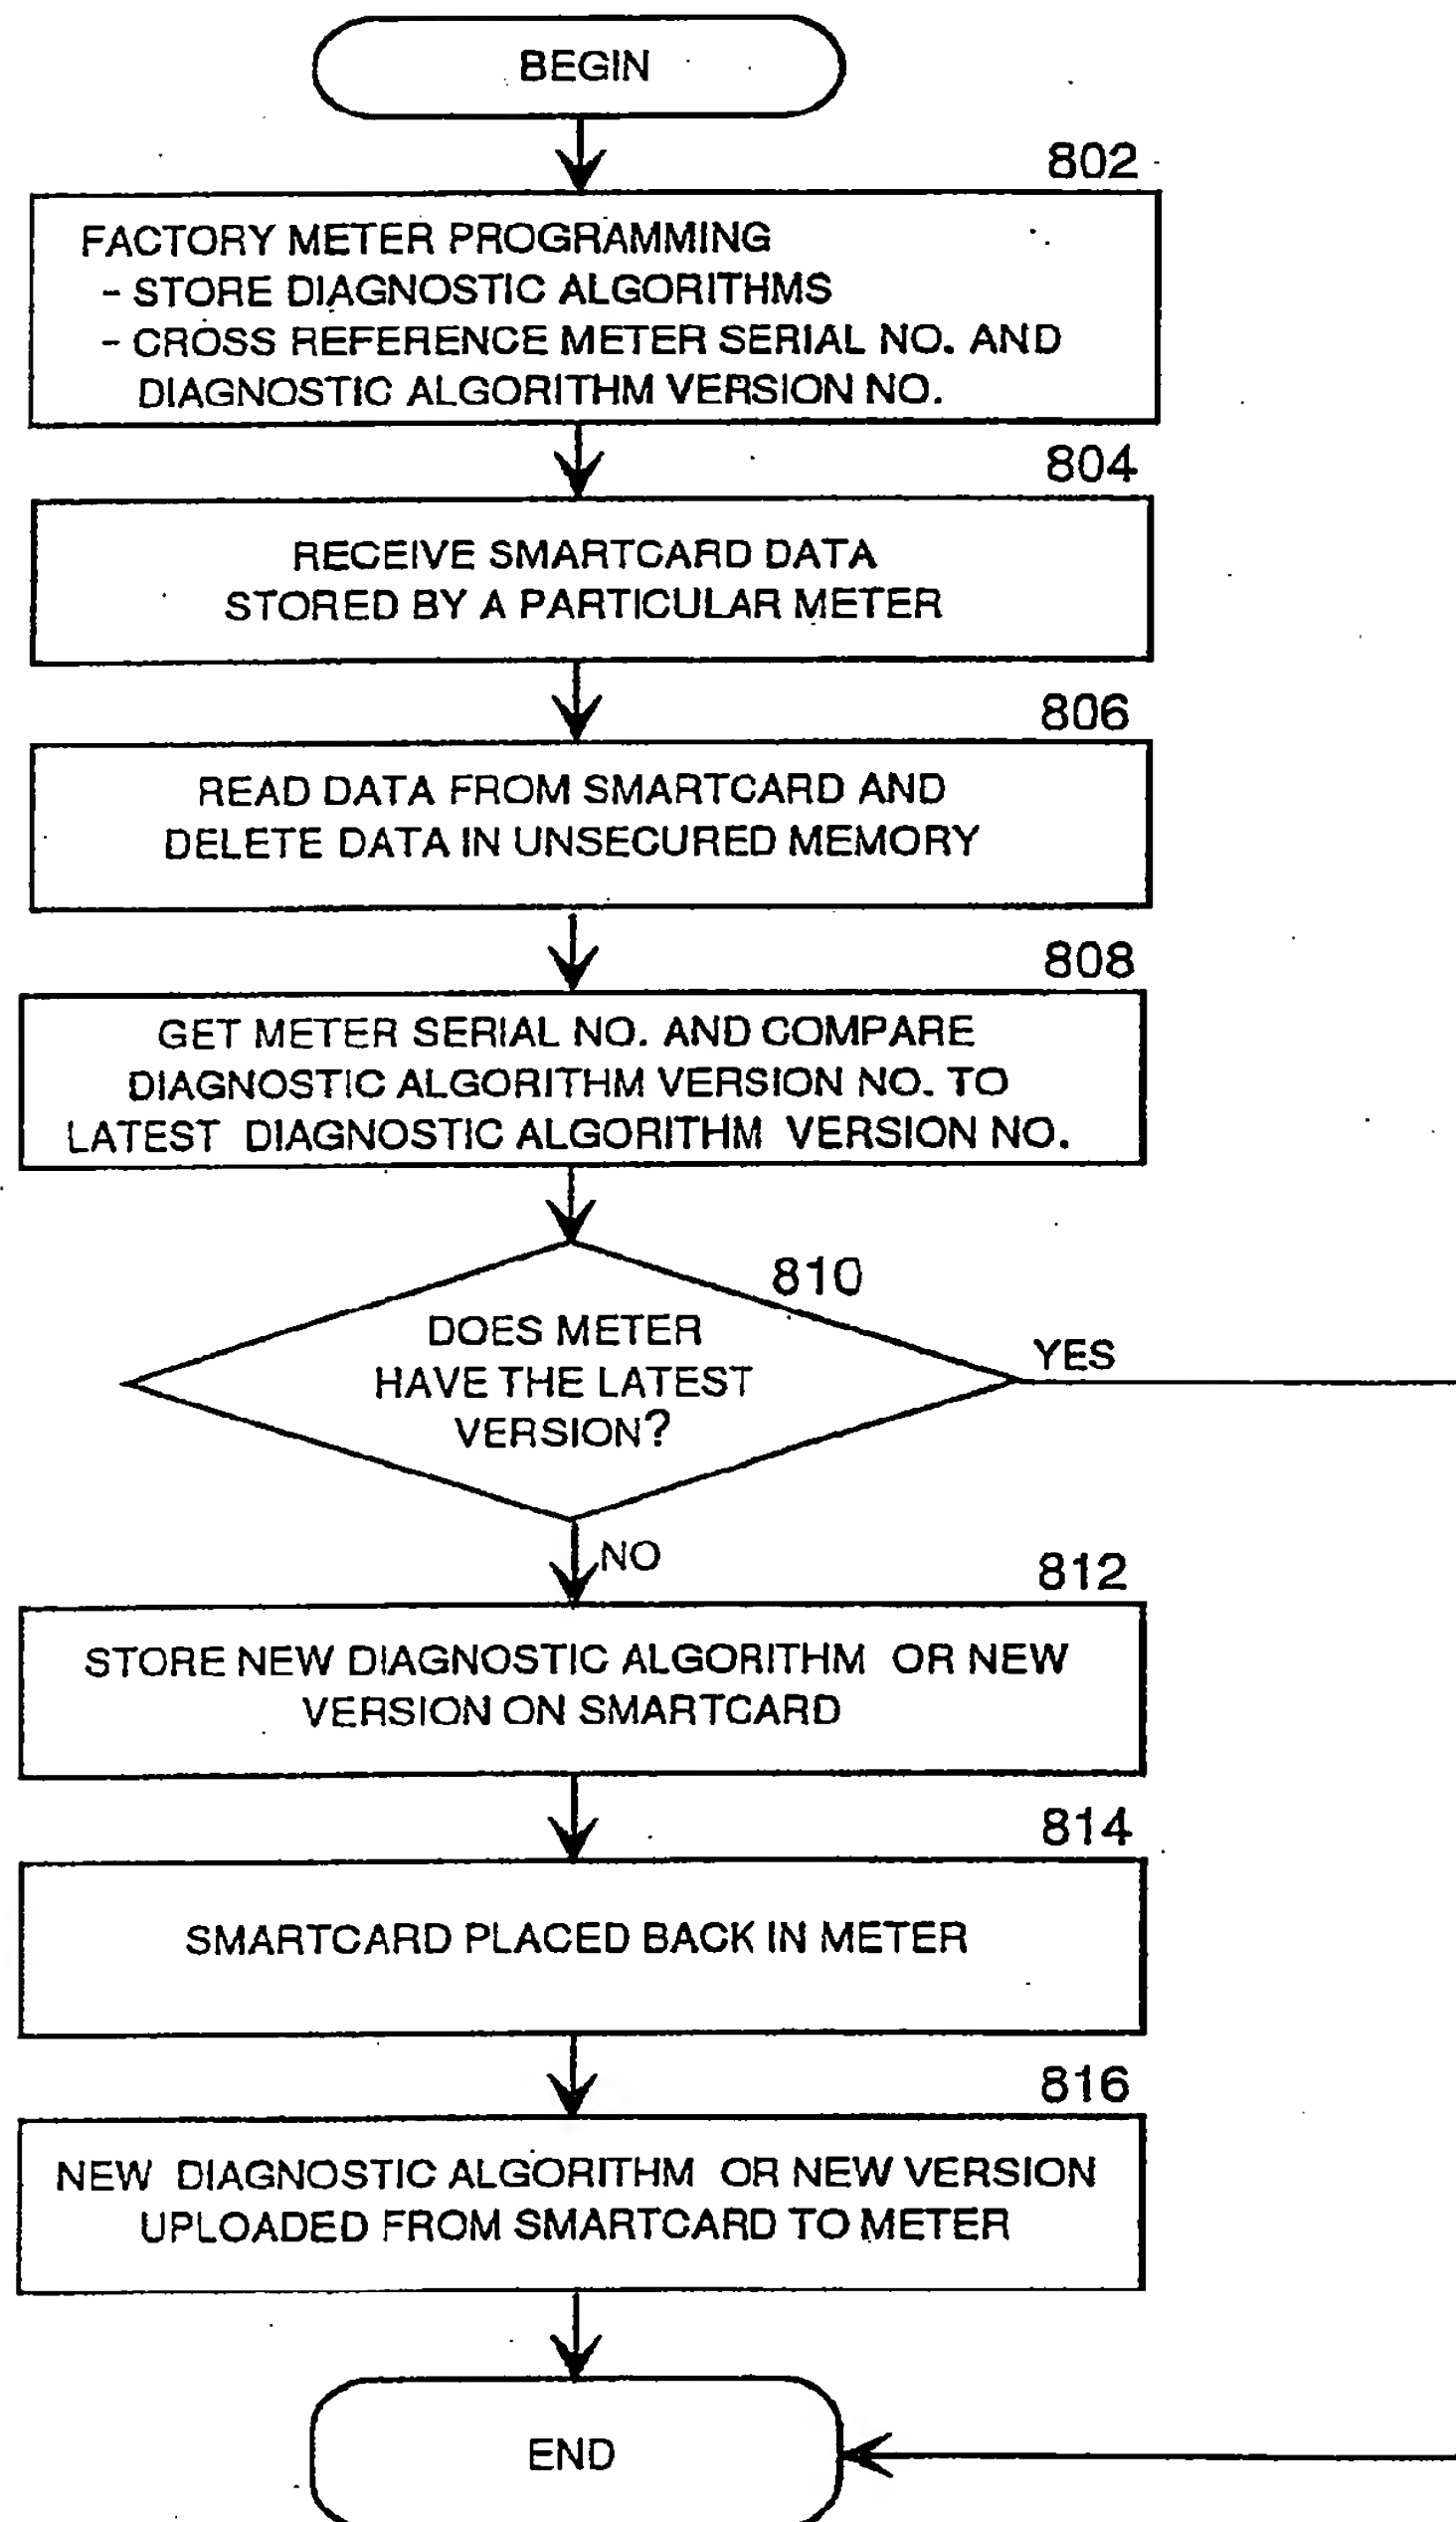 BEGIN
802
FACTORY METER PROGRAMMING
- STORE DIAGNOSTIC ALGORITHMS
- CROSS REFERENCE METER SERIAL NO. AND
DIAGNOSTIC ALGORITHM VERSION NO.
804
RECEIVE SMARTCARD DATA
STORED BY A PARTICULAR METER
806
READ DATA FROM SMARTCARD AND
DELETE DATA IN UNSECURED MEMORY
808
GET METER SERIAL NO. AND COMPARE
DIAGNOSTIC ALGORITHM VERSION NO. TO
LATEST DIAGNOSTIC ALGORITHM VERSION NO.
810
DOES METER
HAVE THE LATEST
VERSION?
YES
NO
812
STORE NEW DIAGNOSTIC ALGORITHM OR NEW
VERSION ON SMARTCARD
814
SMARTCARD PLACED BACK IN METER
816
NEW DIAGNOSTIC ALGORITHM OR NEW VERSION
UPLOADED FROM SMARTCARD TO METER
END